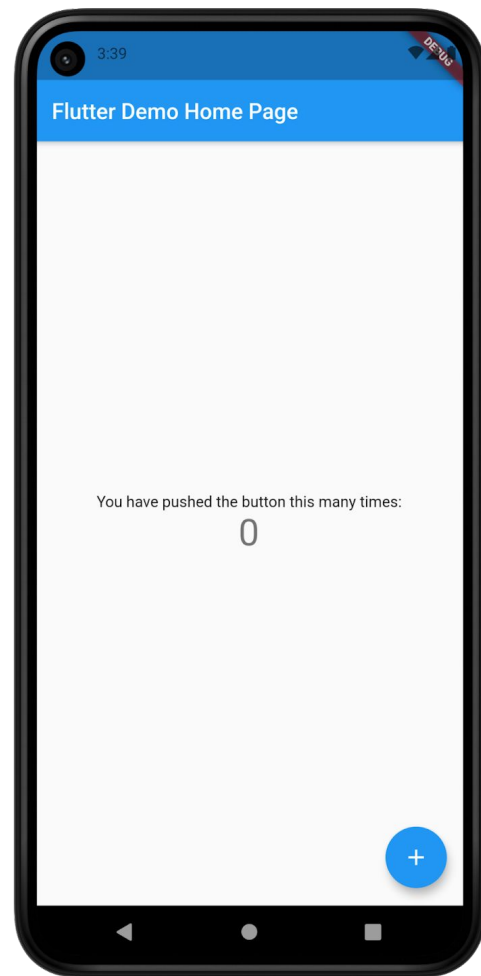 3:39
DEBUG
Flutter Demo Home Page
You have pushed the button this many times:
0
+